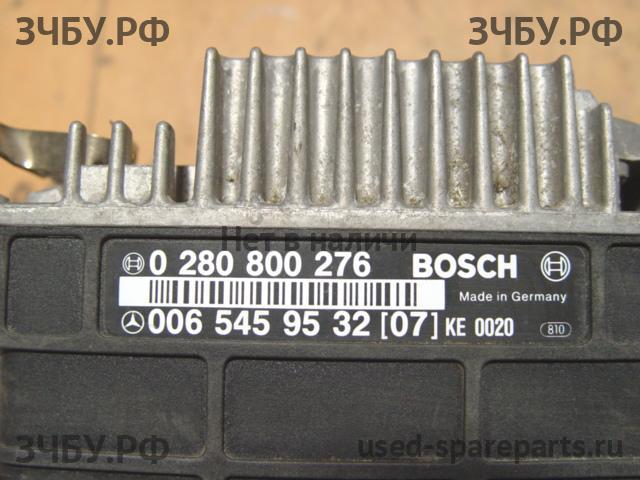 ЗЧБУ.РФ ЗЧБУ.РФ
Нет в наличи
0 280 800 276 BOSCH
Made in Germany
006 545 95 32 [07] KE 0020 810
ЗЧБУ.РФ used-spareparts.ru